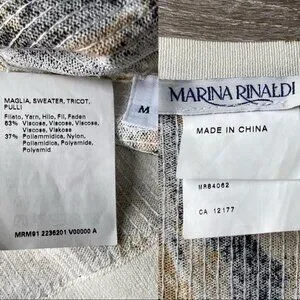 MAGLIA, SWEATER, TRICOT,
PULLI
Filato, Yarn, Hilo, Fil, Faden
63% Viscosa, Viscose, Viscose,
Viscosa, Viskose
37% Poliammidica, Nylon,
Poliamidica, Polyamide,
Polyamid
MRM91 2236201 V00000 A
M
MARINA RINALDI
MADE IN CHINA
MR84062
CA 12177